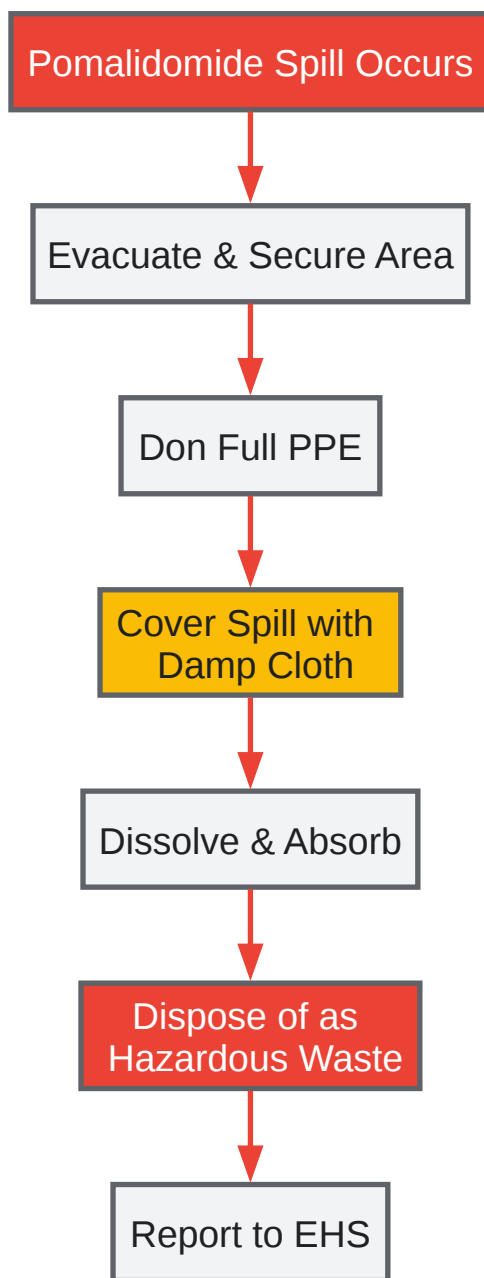 Pomalidomide Spill Occurs
Evacuate & Secure Area
Don Full PPE
Cover Spill with
Damp Cloth
Dissolve & Absorb
Dispose of as
Hazardous Waste
Report to EHS